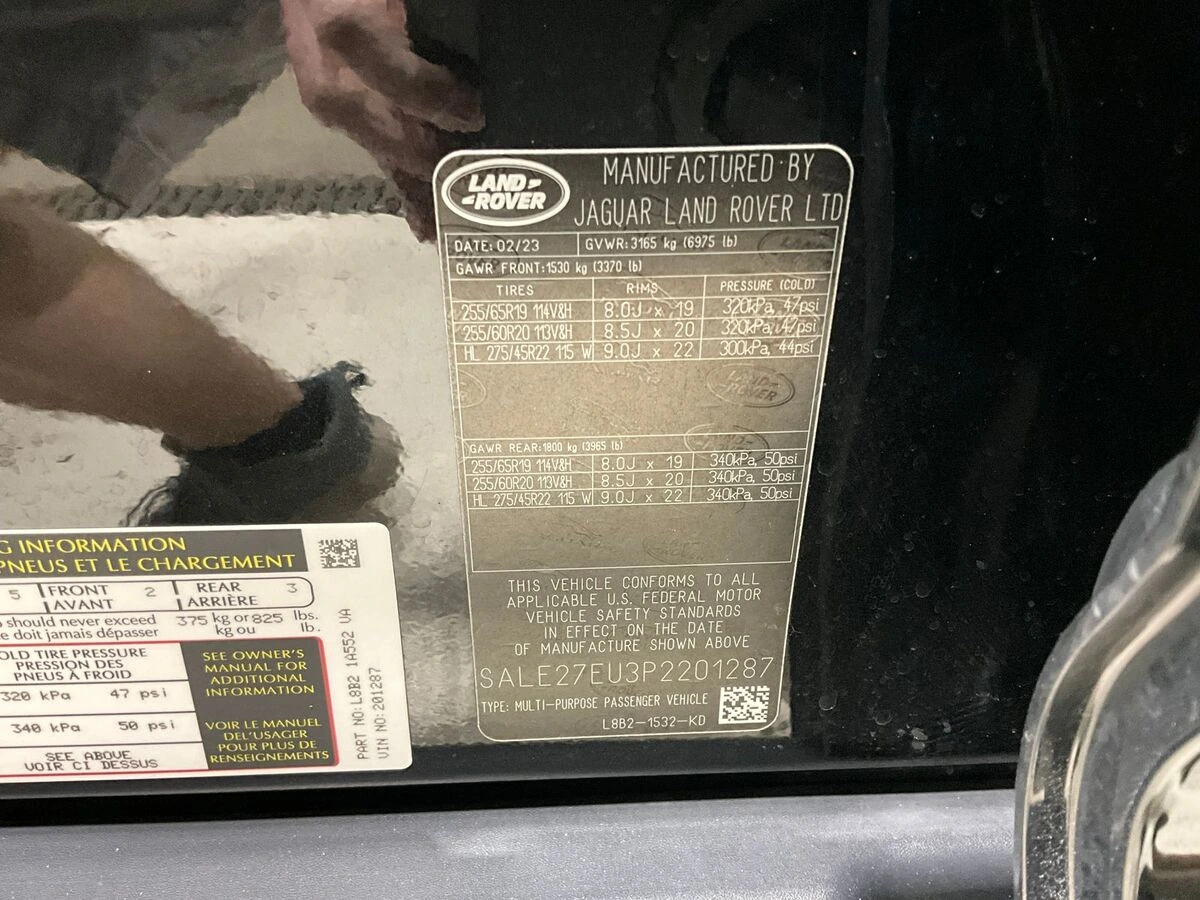 LAND-
-ROVER
MANUFACTURED BY
JAGUAR LAND ROVER LTD
DATE: 02/23 GVWR: 3165 kg (6975 lb)
GAWR FRONT: 1530 kg (3370 lb)
TIRES RIMS PRESSURE (COLD)
255/65R19 114V&H 8.0J x 19 320kPa, 47psi
255/60R20 113V&H 8.5J x 20 320kPa, 47psi
HL 275/45R22 115 W 9.0J x 22 300kPa, 44psi
GAWR REAR: 1800 kg (3965 lb)
255/65R19 114V&H 8.0J x 19 340kPa, 50psi
255/60R20 113V&H 8.5J x 20 340kPa, 50psi
HL 275/45R22 115 W 9.0J x 22 340kPa, 50psi
THIS VEHICLE CONFORMS TO ALL
APPLICABLE U.S. FEDERAL MOTOR
VEHICLE SAFETY STANDARDS
IN EFFECT ON THE DATE
OF MANUFACTURE SHOWN ABOVE
SALE27EU3P2201287
TYPE: MULTI-PURPOSE PASSENGER VEHICLE
L8B2-1532-KD
G INFORMATION
PNEUS ET LE CHARGEMENT
5 FRONT 2 REAR 3
AVANT ARRIÈRE
should never exceed 375 kg or 825 lbs.
e doit jamais dépasser kg ou lb.
OLD TIRE PRESSURE
PRESSION DES
PNEUS À FROID
320 kPa 47 psi
340 kPa 50 psi
SEE ABOVE
VOIR CI DESSUS
SEE OWNER'S
MANUAL FOR
ADDITIONAL
INFORMATION
VOIR LE MANUEL
DEL'USAGER
POUR PLUS DE
RENSEIGNEMENTS
PART NO: L8B2 1A552 UA
VIN NO: 201287